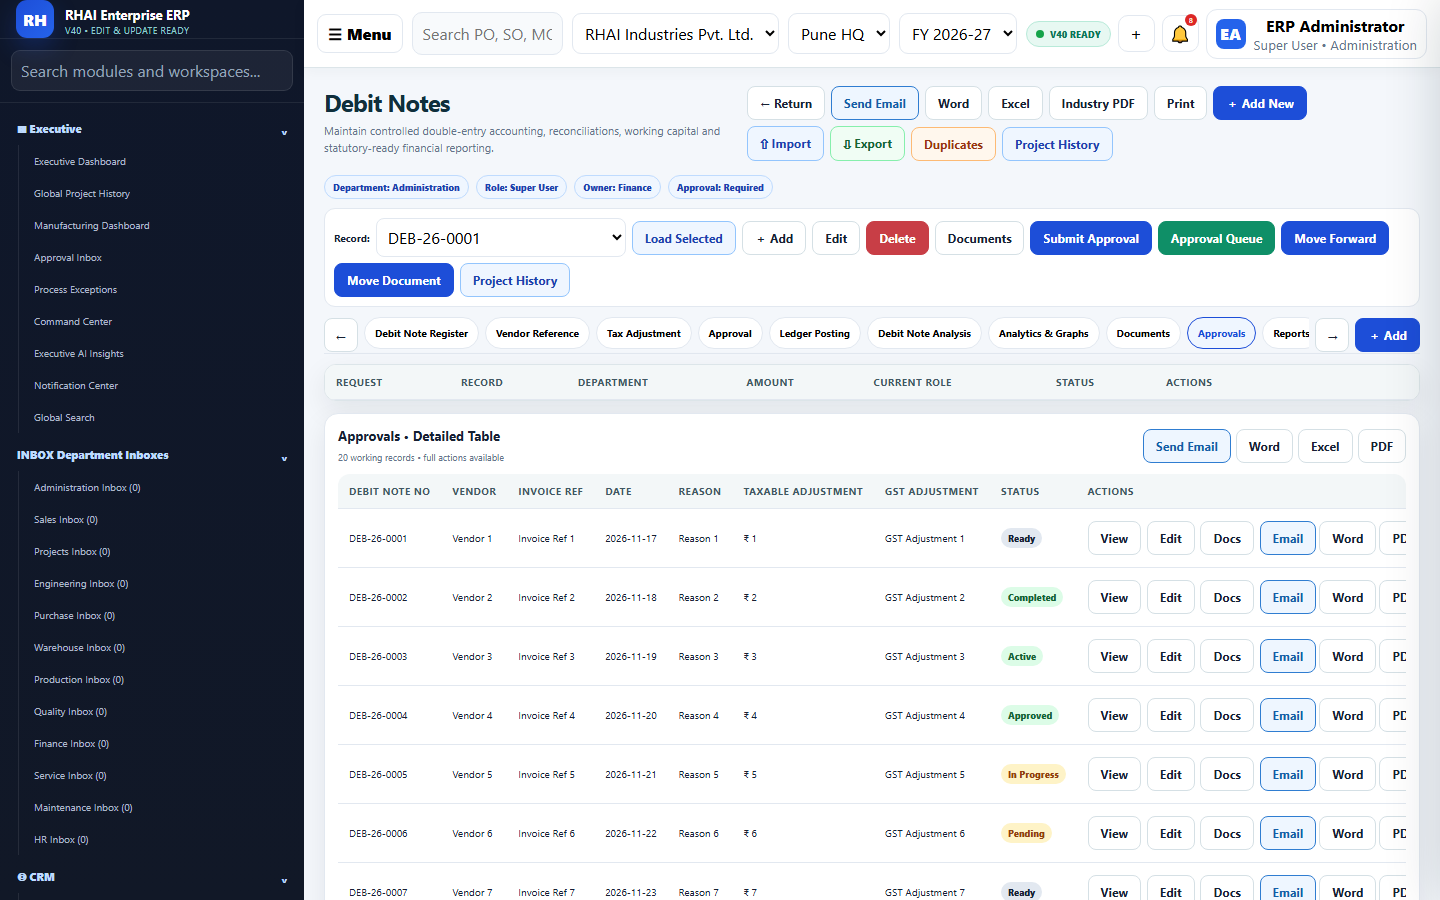 RH
RHAI Enterprise ERP
V40 • EDIT & UPDATE READY
Search modules and workspaces...
Executive
Executive Dashboard
Global Project History
Manufacturing Dashboard
Approval Inbox
Process Exceptions
Command Center
Executive AI Insights
Notification Center
Global Search
INBOX Department Inboxes
Administration Inbox (0)
Sales Inbox (0)
Projects Inbox (0)
Engineering Inbox (0)
Purchase Inbox (0)
Warehouse Inbox (0)
Production Inbox (0)
Quality Inbox (0)
Finance Inbox (0)
Service Inbox (0)
Maintenance Inbox (0)
HR Inbox (0)
CRM
☰ Menu
Search PO, SO, MO
RHAI Industries Pvt. Ltd.
Pune HQ
FY 2026-27
V40 READY
+
8
EA
ERP Administrator
Super User • Administration
Debit Notes
Maintain controlled double-entry accounting, reconciliations, working capital and
statutory-ready financial reporting.
← Return
Send Email
Word
Excel
Industry PDF
Print
+ Add New
⇧ Import
⇩ Export
Duplicates
Project History
Department: Administration
Role: Super User
Owner: Finance
Approval: Required
Record:
DEB-26-0001
Load Selected
+ Add
Edit
Delete
Documents
Submit Approval
Approval Queue
Move Forward
Move Document
Project History
←
Debit Note Register
Vendor Reference
Tax Adjustment
Approval
Ledger Posting
Debit Note Analysis
Analytics & Graphs
Documents
Approvals
Reports
→
+ Add
REQUEST RECORD DEPARTMENT AMOUNT CURRENT ROLE STATUS ACTIONS
Approvals • Detailed Table
20 working records • full actions available
Send Email
Word
Excel
PDF
DEBIT NOTE NO VENDOR INVOICE REF DATE REASON TAXABLE ADJUSTMENT GST ADJUSTMENT STATUS ACTIONS
DEB-26-0001 Vendor 1 Invoice Ref 1 2026-11-17 Reason 1 ₹ 1 GST Adjustment 1 Ready View Edit Docs Email Word PD
DEB-26-0002 Vendor 2 Invoice Ref 2 2026-11-18 Reason 2 ₹ 2 GST Adjustment 2 Completed View Edit Docs Email Word PD
DEB-26-0003 Vendor 3 Invoice Ref 3 2026-11-19 Reason 3 ₹ 3 GST Adjustment 3 Active View Edit Docs Email Word PD
DEB-26-0004 Vendor 4 Invoice Ref 4 2026-11-20 Reason 4 ₹ 4 GST Adjustment 4 Approved View Edit Docs Email Word PD
DEB-26-0005 Vendor 5 Invoice Ref 5 2026-11-21 Reason 5 ₹ 5 GST Adjustment 5 In Progress View Edit Docs Email Word PD
DEB-26-0006 Vendor 6 Invoice Ref 6 2026-11-22 Reason 6 ₹ 6 GST Adjustment 6 Pending View Edit Docs Email Word PD
DEB-26-0007 Vendor 7 Invoice Ref 7 2026-11-23 Reason 7 ₹ 7 GST Adjustment 7 Ready View Edit Docs Email Word PD